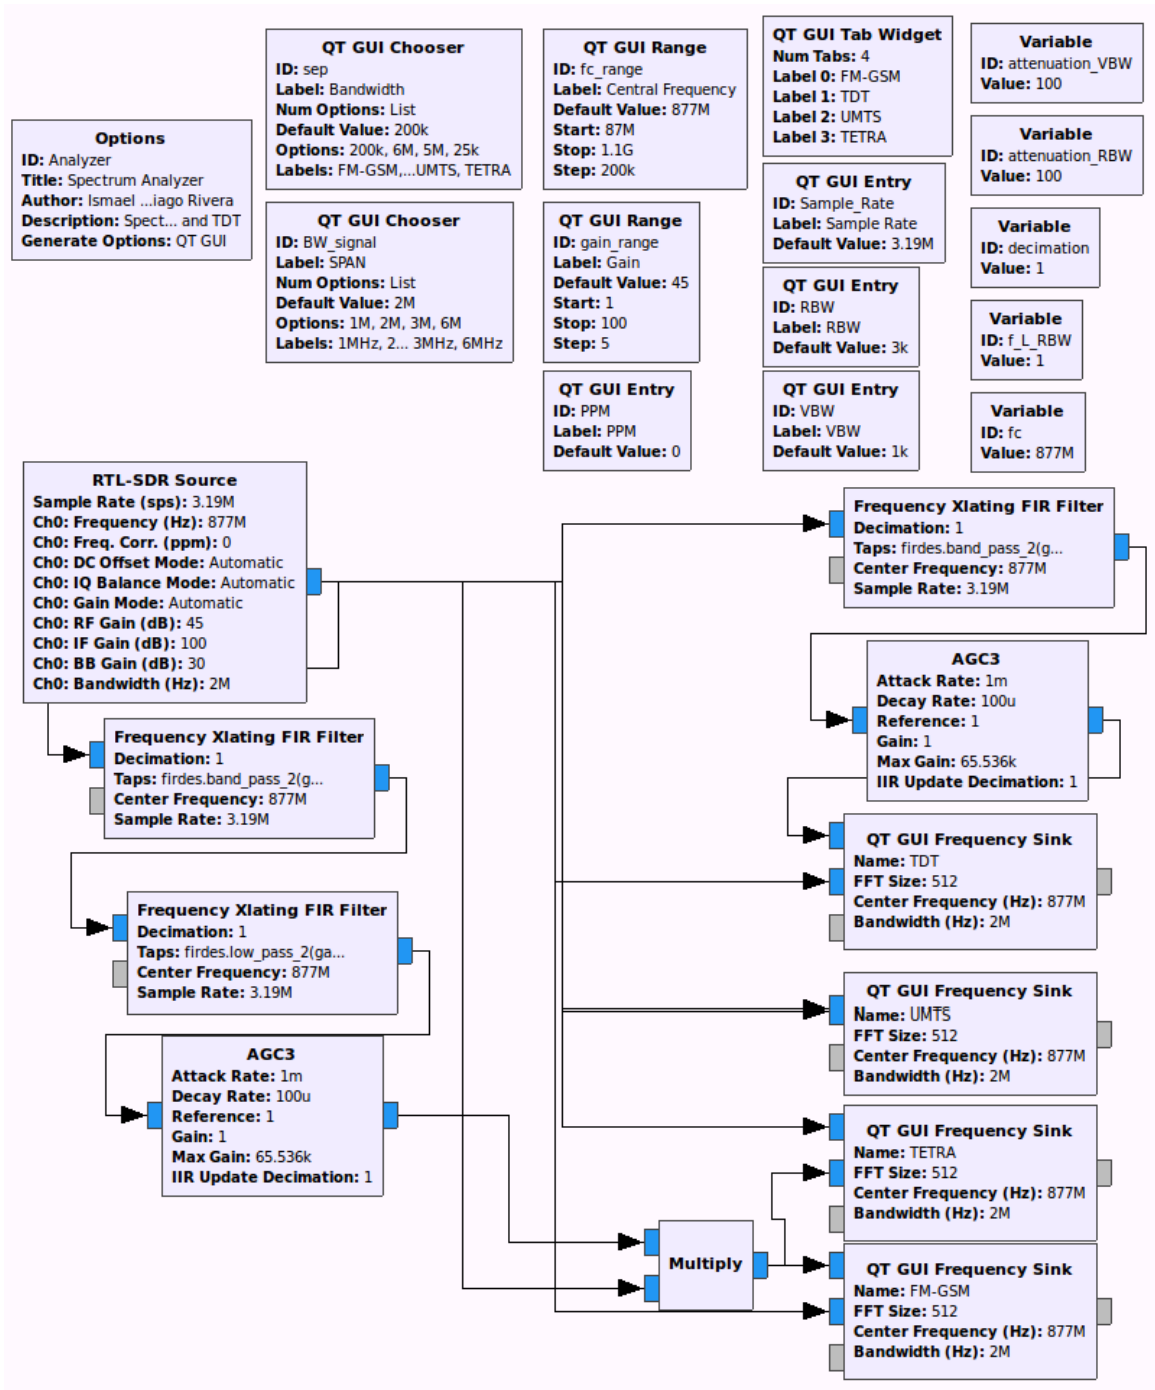 Options
ID: Analyzer
Title: Spectrum Analyzer
Author: Ismael ...iago Rivera
Description: Spect... and TDT
Generate Options: QT GUI
QT GUI Chooser
ID: sep
Label: Bandwidth
Num Options: List
Default Value: 200k
Options: 200k, 6M, 5M, 25k
Labels: FM-GSM,...UMTS, TETRA
QT GUI Chooser
ID: BW_signal
Label: SPAN
Num Options: List
Default Value: 2M
Options: 1M, 2M, 3M, 6M
Labels: 1MHz, 2... 3MHz, 6MHz
QT GUI Range
ID: fc_range
Label: Central Frequency
Default Value: 877M
Start: 87M
Stop: 1.1G
Step: 200k
QT GUI Range
ID: gain_range
Label: Gain
Default Value: 45
Start: 1
Stop: 100
Step: 5
QT GUI Entry
ID: PPM
Label: PPM
Default Value: 0
QT GUI Tab Widget
Num Tabs: 4
Label 0: FM-GSM
Label 1: TDT
Label 2: UMTS
Label 3: TETRA
QT GUI Entry
ID: Sample_Rate
Label: Sample Rate
Default Value: 3.19M
QT GUI Entry
ID: RBW
Label: RBW
Default Value: 3k
QT GUI Entry
ID: VBW
Label: VBW
Default Value: 1k
Variable
ID: attenuation_VBW
Value: 100
Variable
ID: attenuation_RBW
Value: 100
Variable
ID: decimation
Value: 1
Variable
ID: f_L_RBW
Value: 1
Variable
ID: fc
Value: 877M
RTL-SDR Source
Sample Rate (sps): 3.19M
Ch0: Frequency (Hz): 877M
Ch0: Freq. Corr. (ppm): 0
Ch0: DC Offset Mode: Automatic
Ch0: IQ Balance Mode: Automatic
Ch0: Gain Mode: Automatic
Ch0: RF Gain (dB): 45
Ch0: IF Gain (dB): 100
Ch0: BB Gain (dB): 30
Ch0: Bandwidth (Hz): 2M
Frequency Xlating FIR Filter
Decimation: 1
Taps: firdes.band_pass_2(g...
Center Frequency: 877M
Sample Rate: 3.19M
Frequency Xlating FIR Filter
Decimation: 1
Taps: firdes.low_pass_2(ga...
Center Frequency: 877M
Sample Rate: 3.19M
AGC3
Attack Rate: 1m
Decay Rate: 100u
Reference: 1
Gain: 1
Max Gain: 65.536k
IIR Update Decimation: 1
Multiply
Frequency Xlating FIR Filter
Decimation: 1
Taps: firdes.band_pass_2(g...
Center Frequency: 877M
Sample Rate: 3.19M
AGC3
Attack Rate: 1m
Decay Rate: 100u
Reference: 1
Gain: 1
Max Gain: 65.536k
IIR Update Decimation: 1
QT GUI Frequency Sink
Name: TDT
FFT Size: 512
Center Frequency (Hz): 877M
Bandwidth (Hz): 2M
QT GUI Frequency Sink
Name: UMTS
FFT Size: 512
Center Frequency (Hz): 877M
Bandwidth (Hz): 2M
QT GUI Frequency Sink
Name: TETRA
FFT Size: 512
Center Frequency (Hz): 877M
Bandwidth (Hz): 2M
QT GUI Frequency Sink
Name: FM-GSM
FFT Size: 512
Center Frequency (Hz): 877M
Bandwidth (Hz): 2M